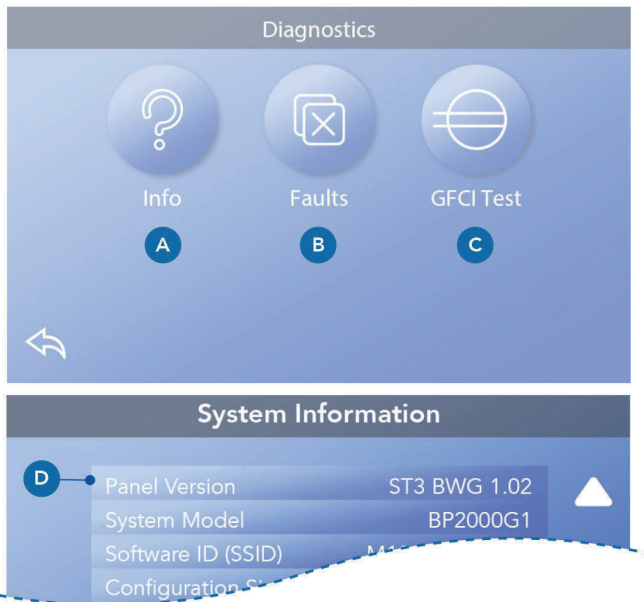 Diagnostics
Info Faults GFCI Test
A B C
System Information
D Panel Version ST3 BWG 1.02
System Model BP2000G1
Software ID (SSID)
Configuration